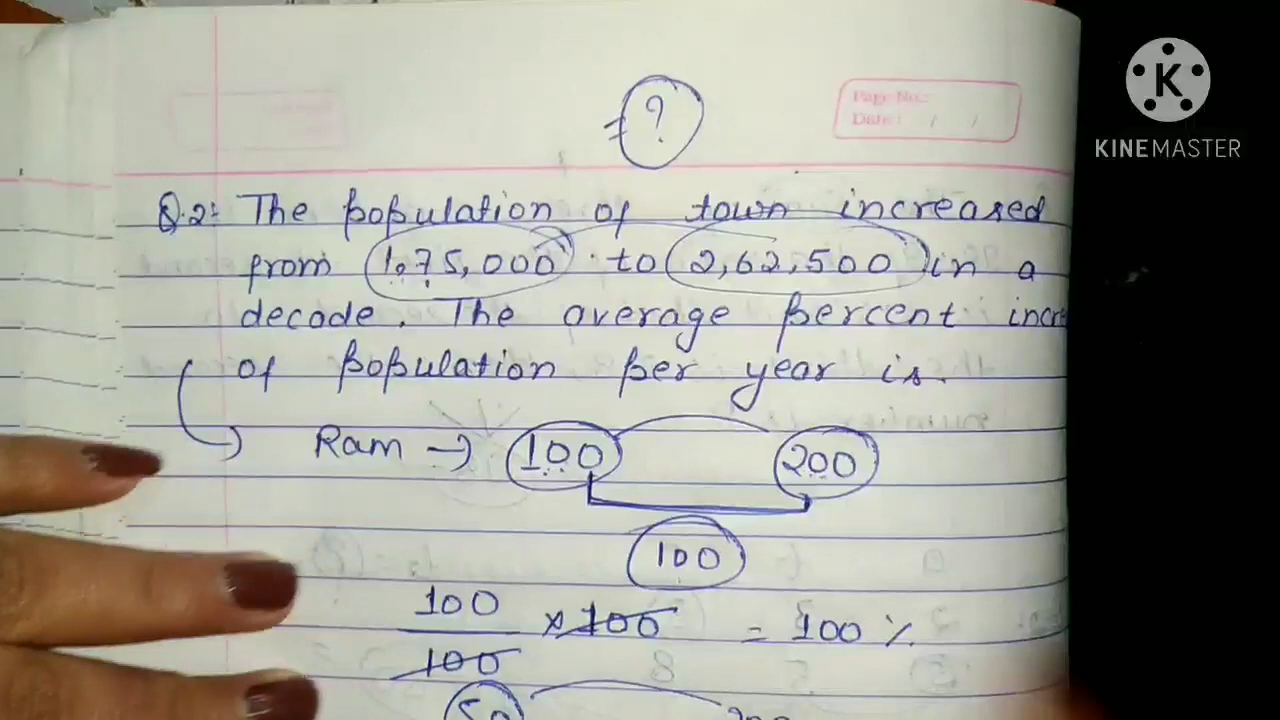 = ?
Page No.:
Date: / /
KINEMASTER
Q.2: The population of town increased
from 1,75,000 to 2,62,500 in a
decade. The average percent incre
of population per year is.
Ram → 100 200
100
100
× 100 = 100 %
100
50